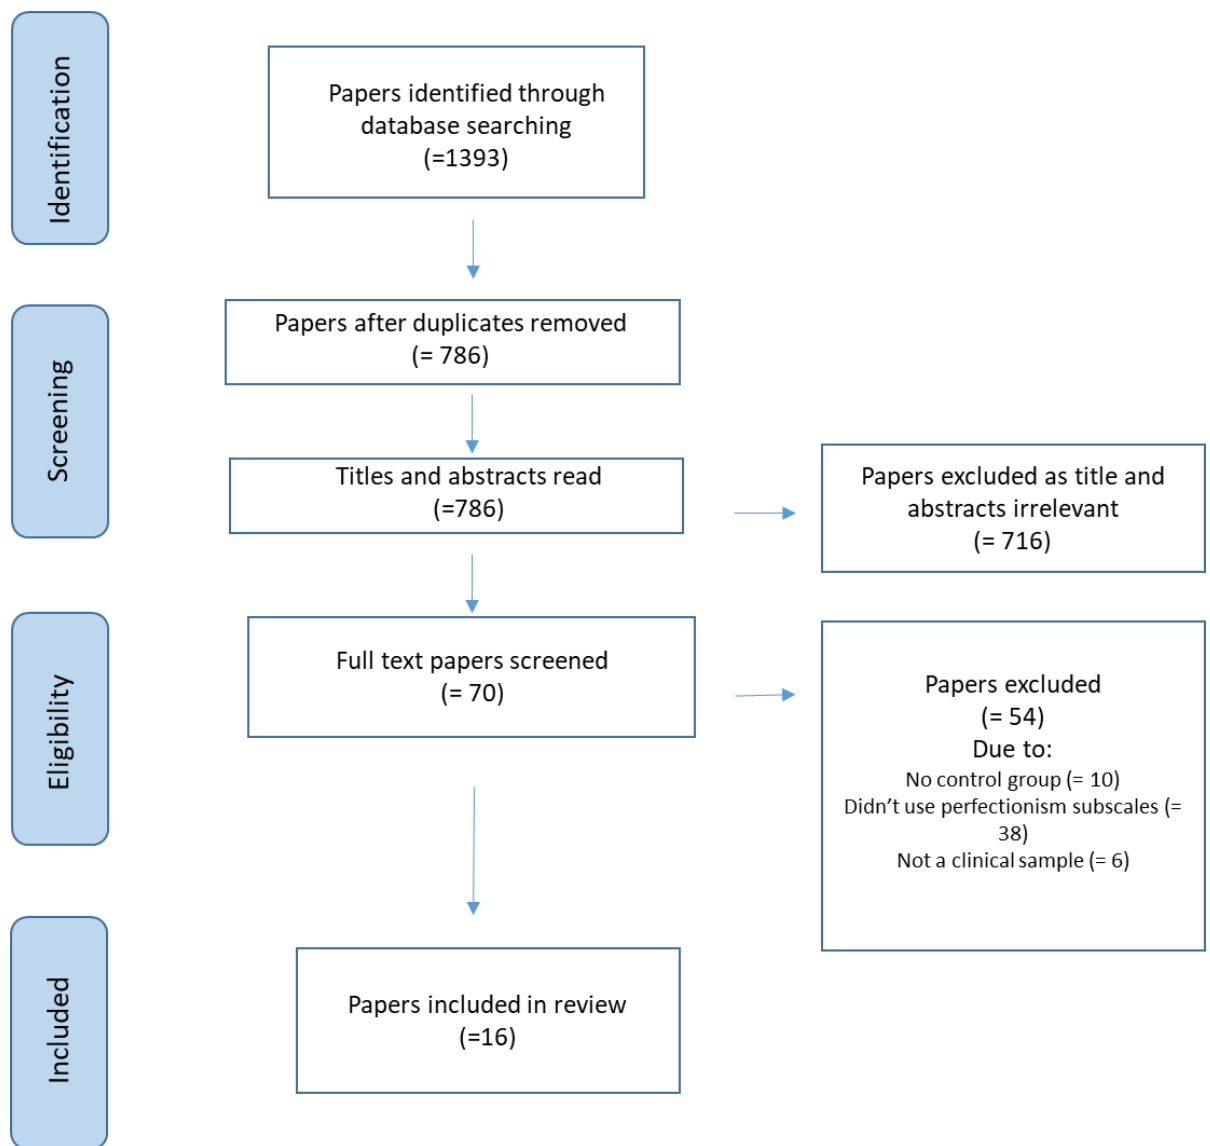 Identification
Papers identified through
database searching
(=1393)
Screening
Papers after duplicates removed
(= 786)
Titles and abstracts read
(=786)
Papers excluded as title and
abstracts irrelevant
(= 716)
Eligibility
Full text papers screened
(= 70)
Papers excluded
(= 54)
Due to:
No control group (= 10)
Didn’t use perfectionism subscales (=
38)
Not a clinical sample (= 6)
Included
Papers included in review
(=16)